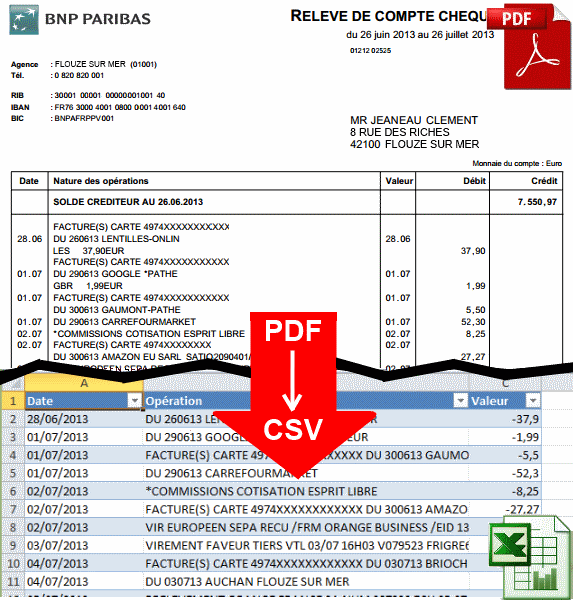 BNP PARIBAS
RELEVE DE COMPTE CHEQU
PDF
du 26 juin 2013 au 26 juillet 2013
01212 02525
Agence : FLOUZE SUR MER (01001)
Tél. : 0 820 820 001
RIB : 30001 00001 00000001001 40
IBAN : FR76 3000 4001 0800 0001 4001 640
BIC : BNPAFRPPV001
MR JEANEAU CLEMENT
8 RUE DES RICHES
42100 FLOUZE SUR MER
Monnaie du compte : Euro
Date Nature des opérations Valeur Débit Crédit
SOLDE CREDITEUR AU 26.06.2013 7.550,97
FACTURE(S) CARTE 4974XXXXXXXXXXX
28.06 DU 260613 LENTILLES-ONLIN 28.06
LES 37,90EUR 37,90
FACTURE(S) CARTE 4974XXXXXXXXXXX
01.07 DU 290613 GOOGLE *PATHE 01.07
GBR 1,99EUR 1,99
01.07 FACTURE(S) CARTE 4974XXXXXXXXXXX 01.07
DU 300613 GAUMONT-PATHE 5,50
01.07 DU 290613 CARREFOURMARKET 01.07 52,30
02.07 *COMMISSIONS COTISATION ESPRIT LIBRE 02.07 8,25
02.07 FACTURE(S) CARTE 4974XXXXXXXX 02.07
DU 300613 AMAZON EU SARL 27,27
PDF
CSV
A C
1 Date Opération Valeur
2 28/06/2013 DU 260613 -37,9
3 01/07/2013 DU 290613 -1,99
4 01/07/2013 FACTURE(S) CARTE DU 300613 GAUMO -5,5
5 01/07/2013 DU 290613 CARREFOURMARKET -52,3
6 02/07/2013 *COMMISSIONS COTISATION ESPRIT LIBRE -8,25
7 02/07/2013 FACTURE(S) CARTE DU 300613 AMAZO -27,27
8 02/07/2013 VIR EUROPEEN SEPA RECU /FRM ORANGE BUSINESS /EID 13
9 03/07/2013 VIREMENT FAVEUR TIERS VTL 03/07 16H03 V079523 FRIGRE
10 04/07/2013 FACTURE(S) CARTE 4974XXXXXXXXXXXX DU 030713 BRIOCH
11 04/07/2013 DU 030713 AUCHAN FLOUZE SUR MER